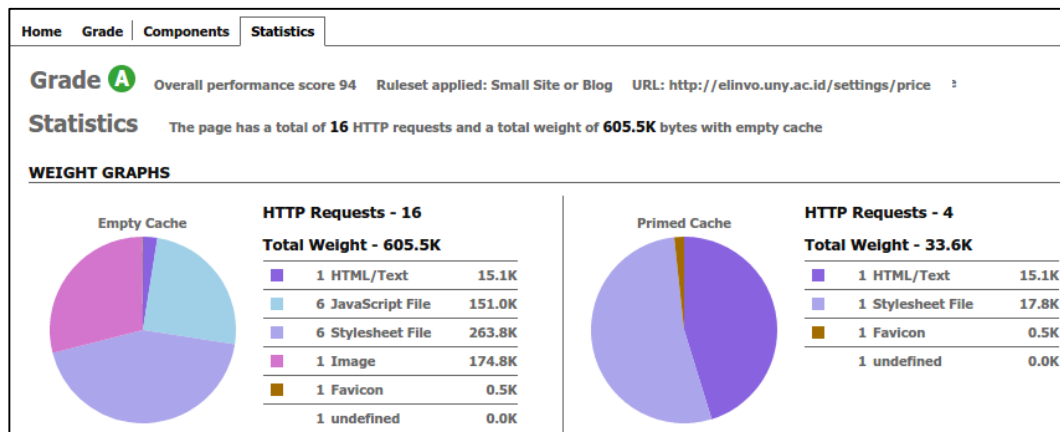 Home Grade Components Statistics
Grade A Overall performance score 94 Ruleset applied: Small Site or Blog URL: http://elinvo.uny.ac.id/settings/price
Statistics The page has a total of 16 HTTP requests and a total weight of 605.5K bytes with empty cache
WEIGHT GRAPHS
Empty Cache
HTTP Requests - 16
Total Weight - 605.5K
1 HTML/Text 15.1K
6 JavaScript File 151.0K
6 Stylesheet File 263.8K
1 Image 174.8K
1 Favicon 0.5K
1 undefined 0.0K
Primed Cache
HTTP Requests - 4
Total Weight - 33.6K
1 HTML/Text 15.1K
1 Stylesheet File 17.8K
1 Favicon 0.5K
1 undefined 0.0K